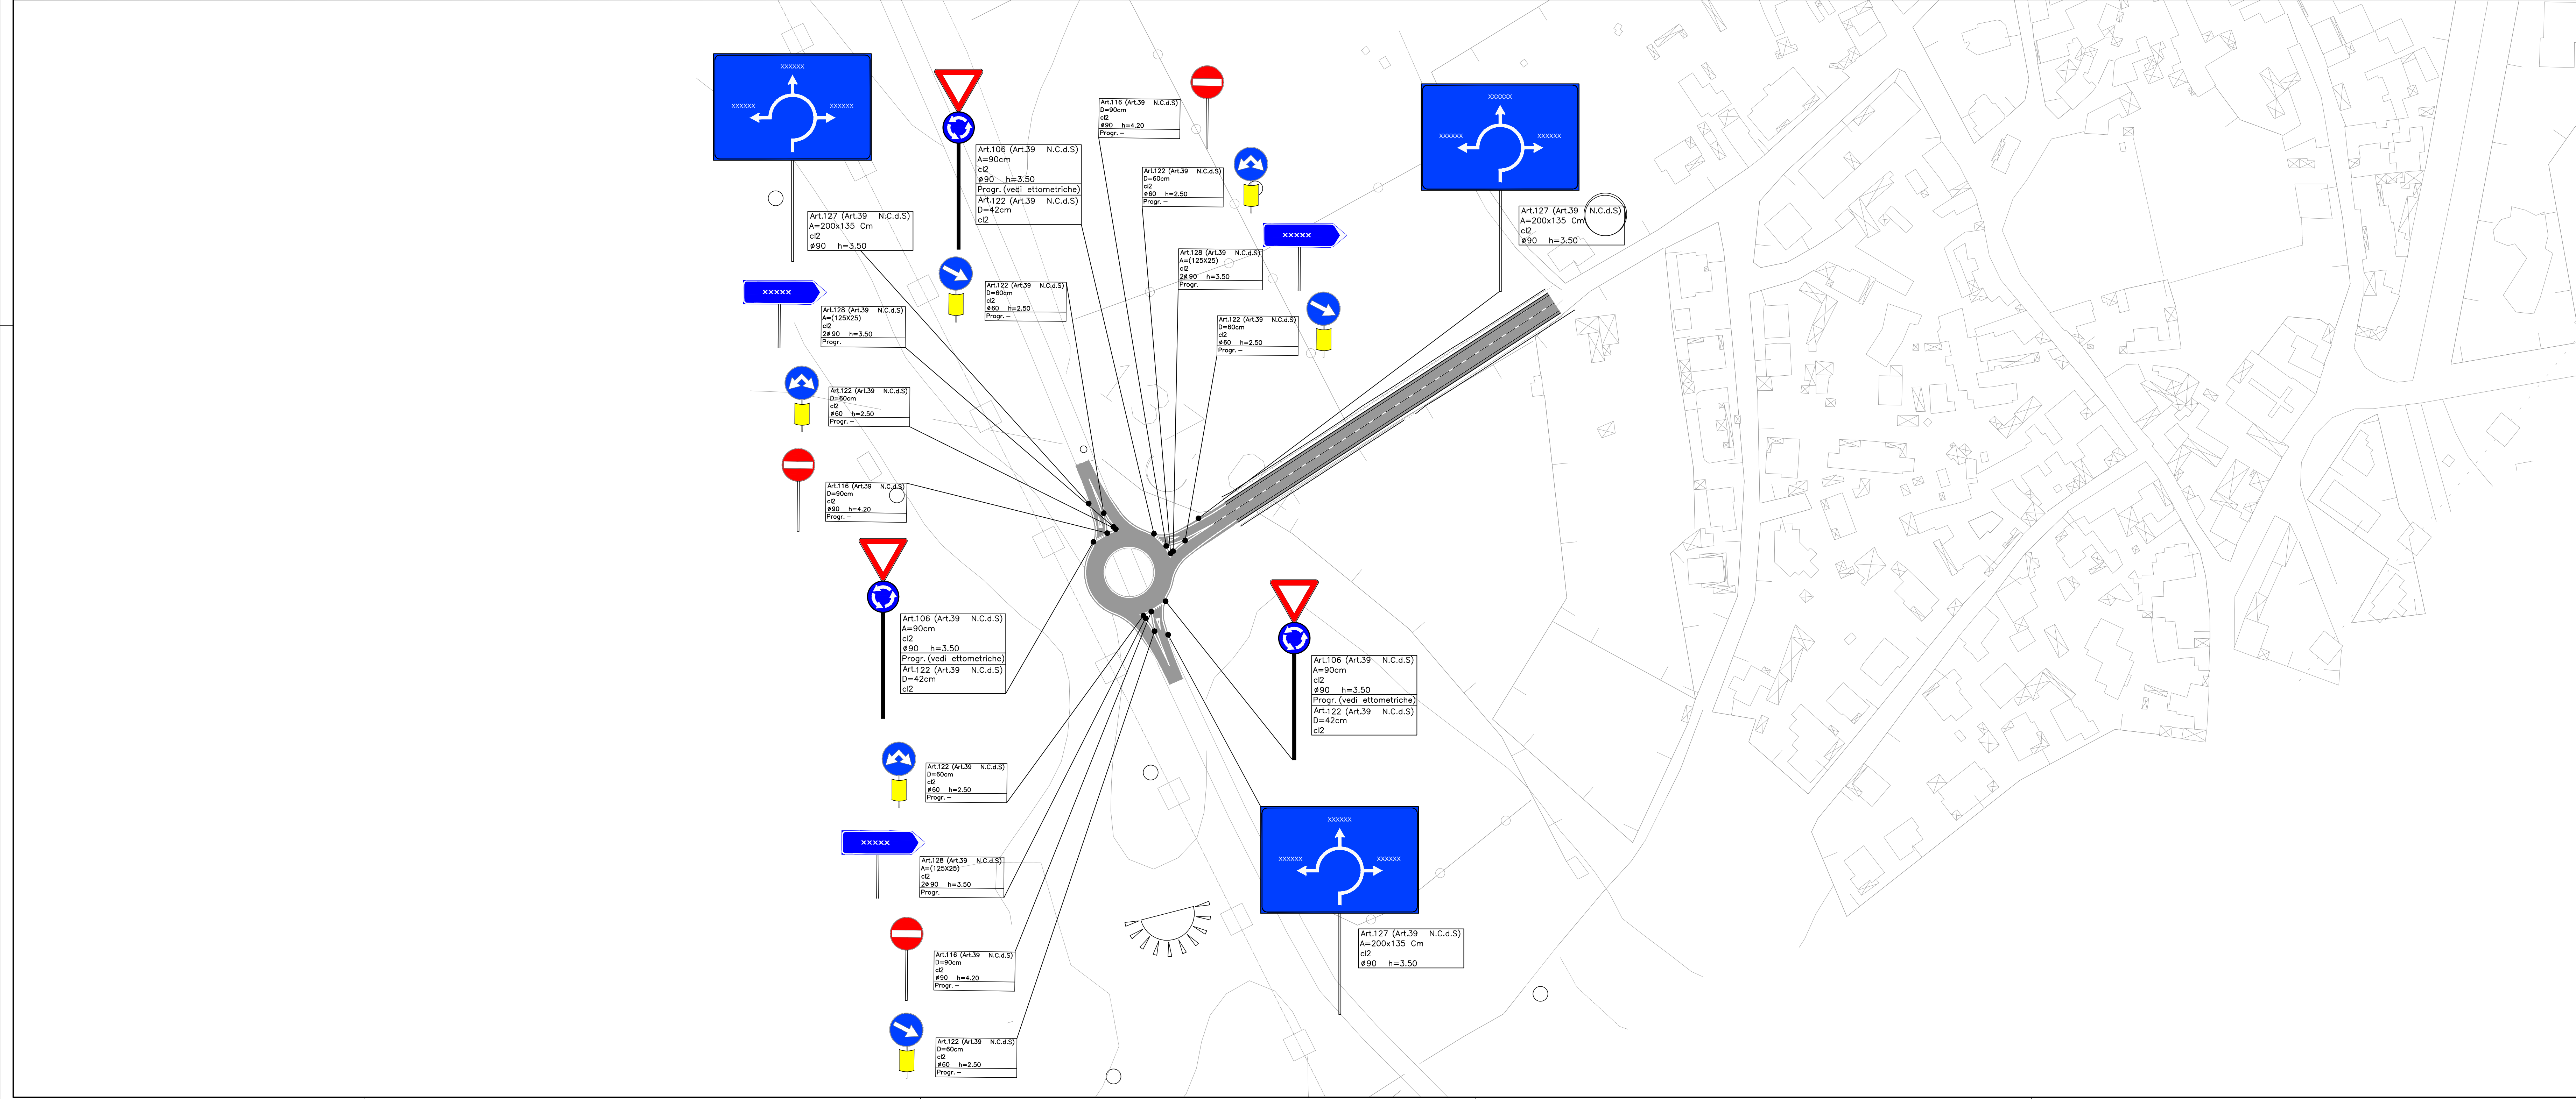 XXXXXX
XXXXXX XXXXXX
Art.127 (Art.39 N.C.d.S)
A=200x135 Cm
cl2
ø90 h=3.50
Art.106 (Art.39 N.C.d.S)
A=90cm
cl2
ø90 h=3.50
Progr.(vedi ettometriche)
Art.122 (Art.39 N.C.d.S)
D=42cm
cl2
Art.116 (Art.39 N.C.d.S)
D=90cm
cl2
ø90 h=4.20
Progr. –
Art.122 (Art.39 N.C.d.S)
D=60cm
cl2
ø60 h=2.50
Progr. –
XXXXX
Art.128 (Art.39 N.C.d.S)
A=(125X25)
cl2
2ø90 h=3.50
Progr.
Art.122 (Art.39 N.C.d.S)
D=60cm
cl2
ø60 h=2.50
Progr. –
XXXXXX
XXXXXX XXXXXX
Art.127 (Art.39 N.C.d.S)
A=200x135 Cm
cl2
ø90 h=3.50
Art.122 (Art.39 N.C.d.S)
D=60cm
cl2
ø60 h=2.50
Progr. –
XXXXX
Art.128 (Art.39 N.C.d.S)
A=(125X25)
cl2
2ø90 h=3.50
Progr.
Art.122 (Art.39 N.C.d.S)
D=60cm
cl2
ø60 h=2.50
Progr. –
Art.116 (Art.39 N.C.d.S)
D=90cm
cl2
ø90 h=4.20
Progr. –
Art.106 (Art.39 N.C.d.S)
A=90cm
cl2
ø90 h=3.50
Progr.(vedi ettometriche)
Art.122 (Art.39 N.C.d.S)
D=42cm
cl2
Art.106 (Art.39 N.C.d.S)
A=90cm
cl2
ø90 h=3.50
Progr.(vedi ettometriche)
Art.122 (Art.39 N.C.d.S)
D=42cm
cl2
Art.122 (Art.39 N.C.d.S)
D=60cm
cl2
ø60 h=2.50
Progr. –
XXXXX
Art.128 (Art.39 N.C.d.S)
A=(125X25)
cl2
2ø90 h=3.50
Progr.
XXXXXX
XXXXXX XXXXXX
Art.127 (Art.39 N.C.d.S)
A=200x135 Cm
cl2
ø90 h=3.50
Art.116 (Art.39 N.C.d.S)
D=90cm
cl2
ø90 h=4.20
Progr. –
Art.122 (Art.39 N.C.d.S)
D=60cm
cl2
ø60 h=2.50
Progr. –